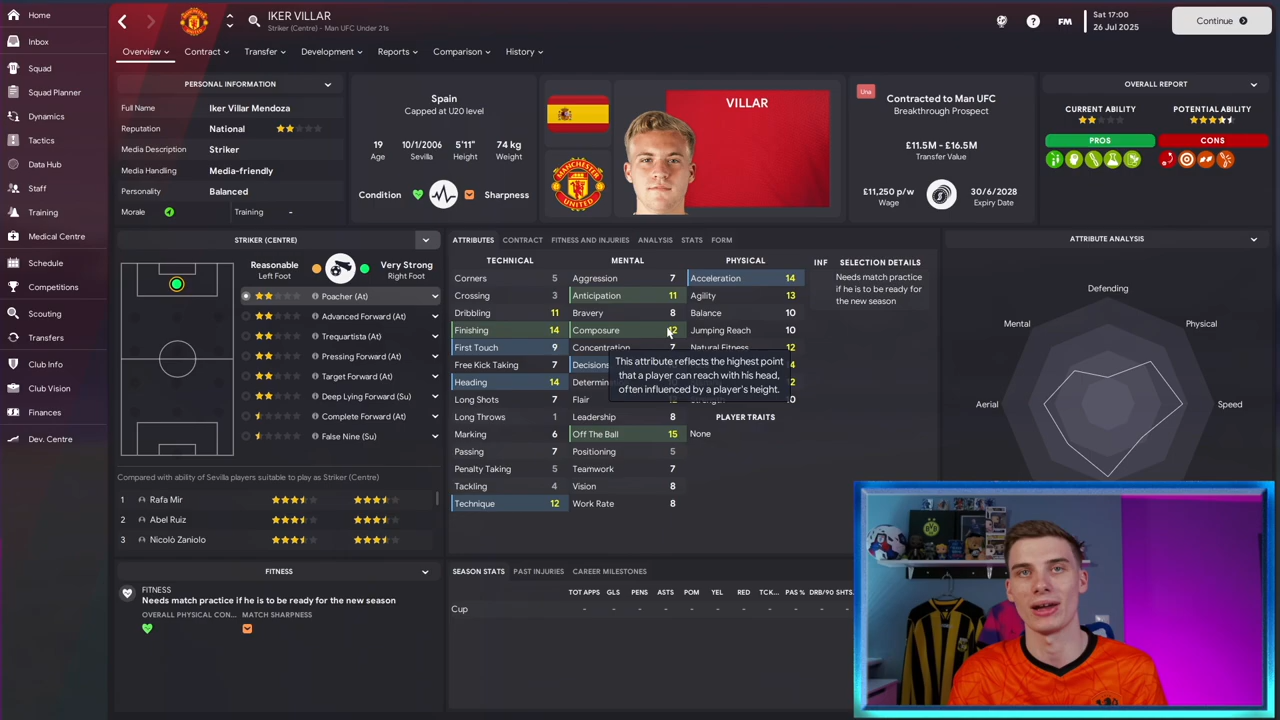 Home
Inbox
Squad
Squad Planner
Dynamics
Tactics
Data Hub
Staff
Training
Medical Centre
Schedule
Competitions
Scouting
Transfers
Club Info
Club Vision
Finances
Dev. Centre
IKER VILLAR
Striker (Centre) - Man UFC Under 21s
FM
Sat 17:00
26 Jul 2025
Continue
Overview Contract Transfer Development Reports Comparison History
PERSONAL INFORMATION
Full Name Iker Villar Mendoza
Reputation National
Media Description Striker
Media Handling Media-friendly
Personality Balanced
Morale Training -
Spain
Capped at U20 level
19 10/1/2006 5'11" 74 kg
Age Sevilla Height Weight
Condition Sharpness
VILLAR
Una
Contracted to Man UFC
Breakthrough Prospect
£11.5M - £16.5M
Transfer Value
£11,250 p/w 30/6/2028
Wage Expiry Date
OVERALL REPORT
CURRENT ABILITY POTENTIAL ABILITY
PROS CONS
STRIKER (CENTRE)
Reasonable Very Strong
Left Foot Right Foot
Poacher (At)
Advanced Forward (At)
Trequartista (At)
Pressing Forward (At)
Target Forward (At)
Deep Lying Forward (Su)
Complete Forward (At)
False Nine (Su)
Compared with ability of Sevilla players suitable to play as Striker (Centre)
1 Rafa Mir
2 Abel Ruiz
3 Nicolò Zaniolo
FITNESS
FITNESS
Needs match practice if he is to be ready for the new season
OVERALL PHYSICAL CON... MATCH SHARPNESS
ATTRIBUTES CONTRACT FITNESS AND INJURIES ANALYSIS STATS FORM
TECHNICAL
Corners 5
Crossing 3
Dribbling 11
Finishing 14
First Touch 9
Free Kick Taking 7
Heading 14
Long Shots 7
Long Throws 1
Marking 6
Passing 7
Penalty Taking 5
Tackling 4
Technique 12
MENTAL
Aggression 7
Anticipation 11
Bravery 8
Composure 12
Concentration 7
Decisions
Flair
Leadership 8
Off The Ball 15
Positioning 5
Teamwork 7
Vision 8
Work Rate 8
PHYSICAL
Acceleration 14
Agility 13
Balance 10
Jumping Reach 10
Natural Fitness 12
10
This attribute reflects the highest point
that a player can reach with his head,
often influenced by a player's height.
PLAYER TRAITS
None
INF SELECTION DETAILS
Needs match practice
if he is to be ready for
the new season
ATTRIBUTE ANALYSIS
Defending
Mental Physical
Aerial Speed
SEASON STATS PAST INJURIES CAREER MILESTONES
TOT APPS GLS PENS ASTS POM YEL RED TCK... PAS % DRB/90 SHTS.
Cup - - - - - - - - - -